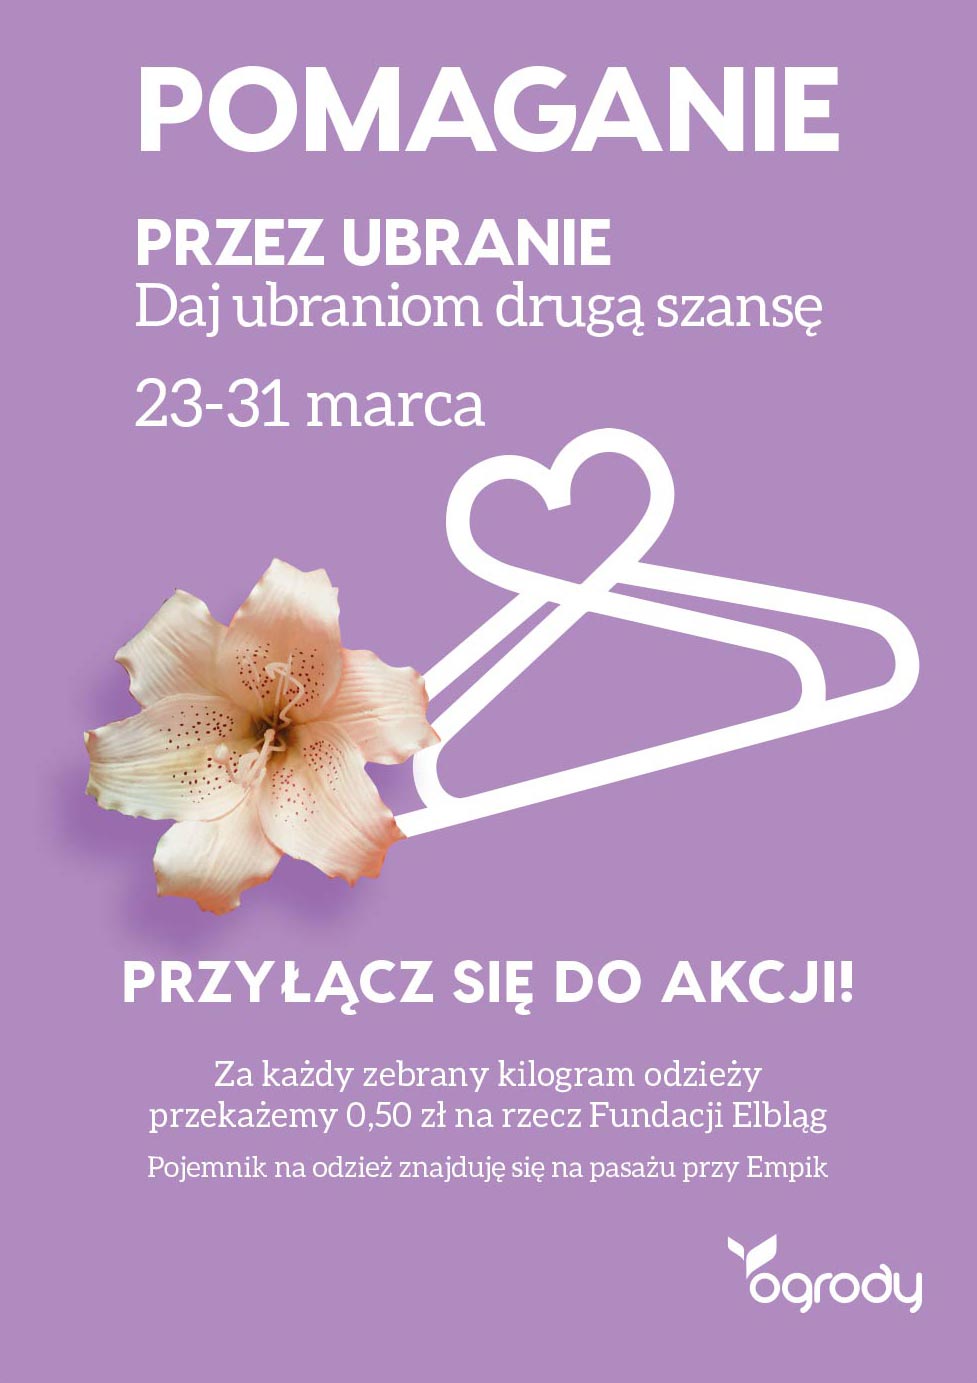 POMAGANIE
PRZEZ UBRANIE
Daj ubraniom drugą szansę
23-31 marca
PRZYŁĄCZ SIĘ DO AKCJI!
Za każdy zebrany kilogram odzieży
przekażemy 0,50 zł na rzecz Fundacji Elbląg
Pojemnik na odzież znajduję się na pasażu przy Empik
ogrody